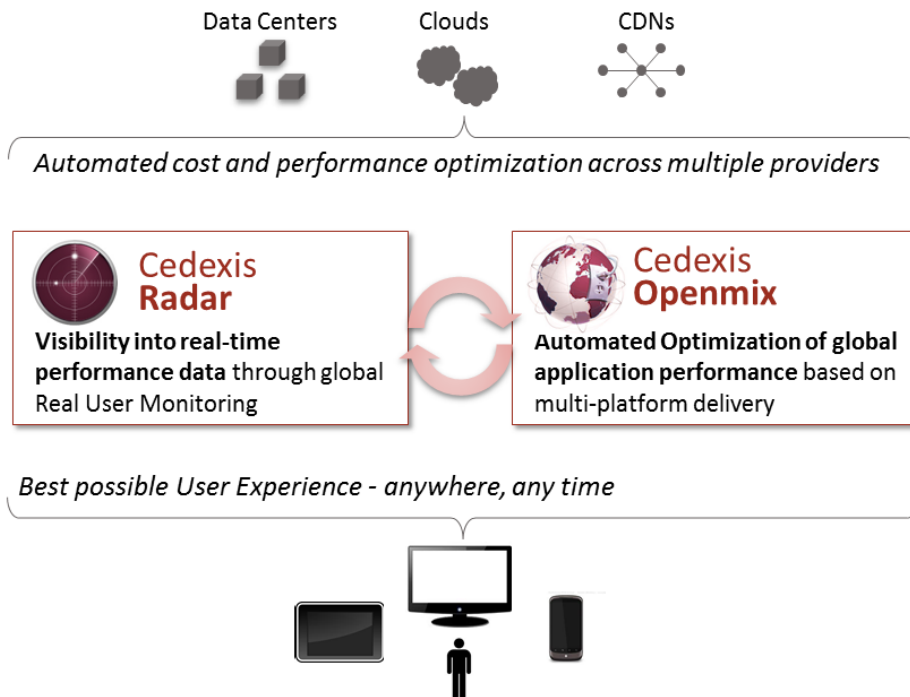 Data Centers
Clouds
CDNs
Automated cost and performance optimization across multiple providers
Cedexis
Radar
Visibility into real-time
performance data through global
Real User Monitoring
Cedexis
Openmix
Automated Optimization of global
application performance based on
multi-platform delivery
Best possible User Experience - anywhere, any time